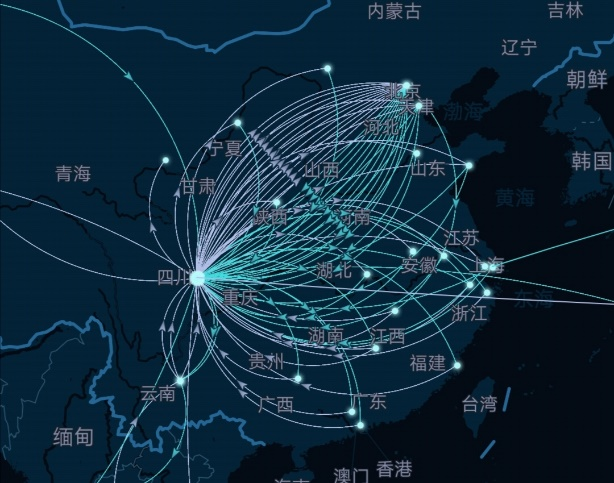 内蒙古
吉林
辽宁
朝鲜
北京
天津
渤海
河北
宁夏
山西
山东
韩国
青海
甘肃
黄海
陕西
河南
江苏
四川
湖北
安徽
上海
重庆
东海
浙江
湖南
江西
贵州
福建
云南
广西
广东
台湾
缅甸
香港
澳门
海南